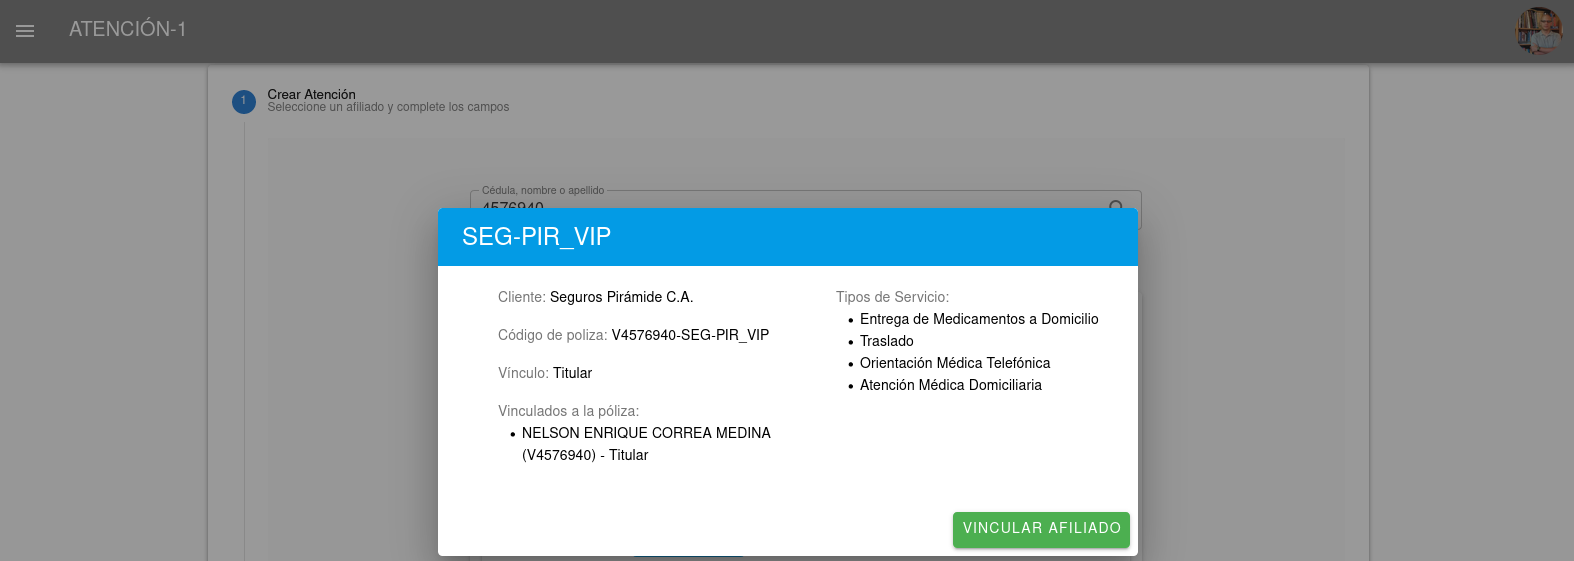 ATENCIÓN-1
1
Crear Atención
Seleccione un afiliado y complete los campos
Cédula, nombre o apellido
4576940
SEG-PIR_VIP
Cliente: Seguros Pirámide C.A.
Código de poliza: V4576940-SEG-PIR_VIP
Vínculo: Titular
Vinculados a la póliza:
• NELSON ENRIQUE CORREA MEDINA
(V4576940) - Titular
Tipos de Servicio:
• Entrega de Medicamentos a Domicilio
• Traslado
• Orientación Médica Telefónica
• Atención Médica Domiciliaria
VINCULAR AFILIADO